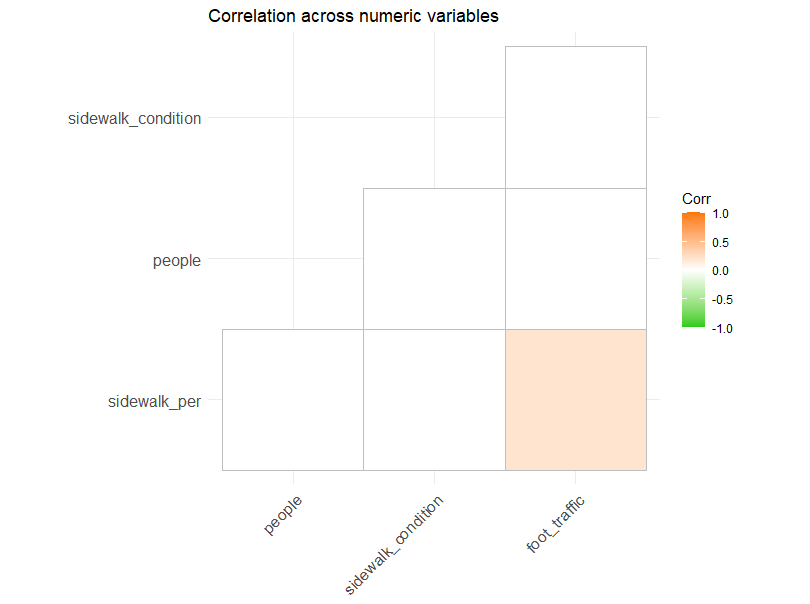 Correlation across numeric variables
sidewalk_condition
people
sidewalk_per
people
sidewalk_condition
foot_traffic
Corr
1.0
0.5
0.0
-0.5
-1.0